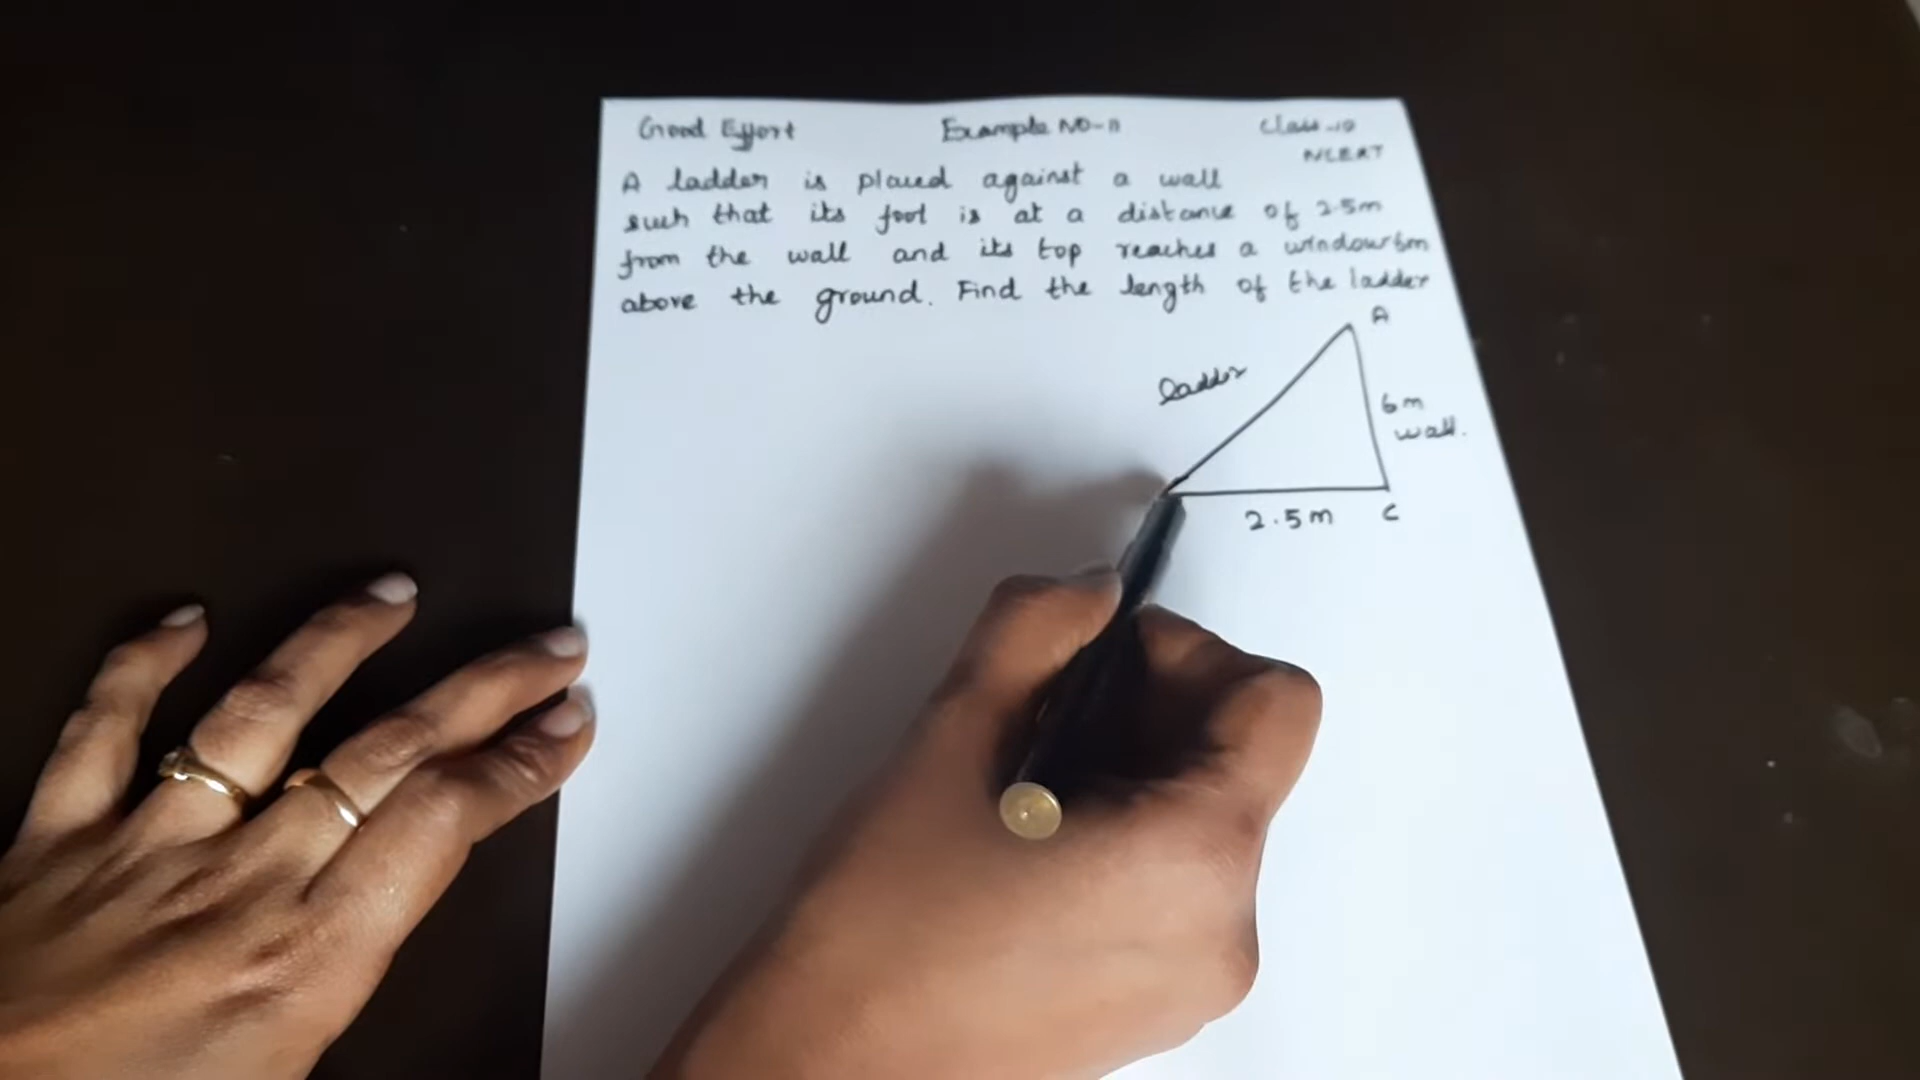 Good Effort Example NO-11 Class-10
NCERT
A ladder is placed against a wall
such that its foot is at a distance of 2.5m
from the wall and its top reaches a window 6m
above the ground. Find the length of the ladder
A
ladder
6m
wall.
2.5m C